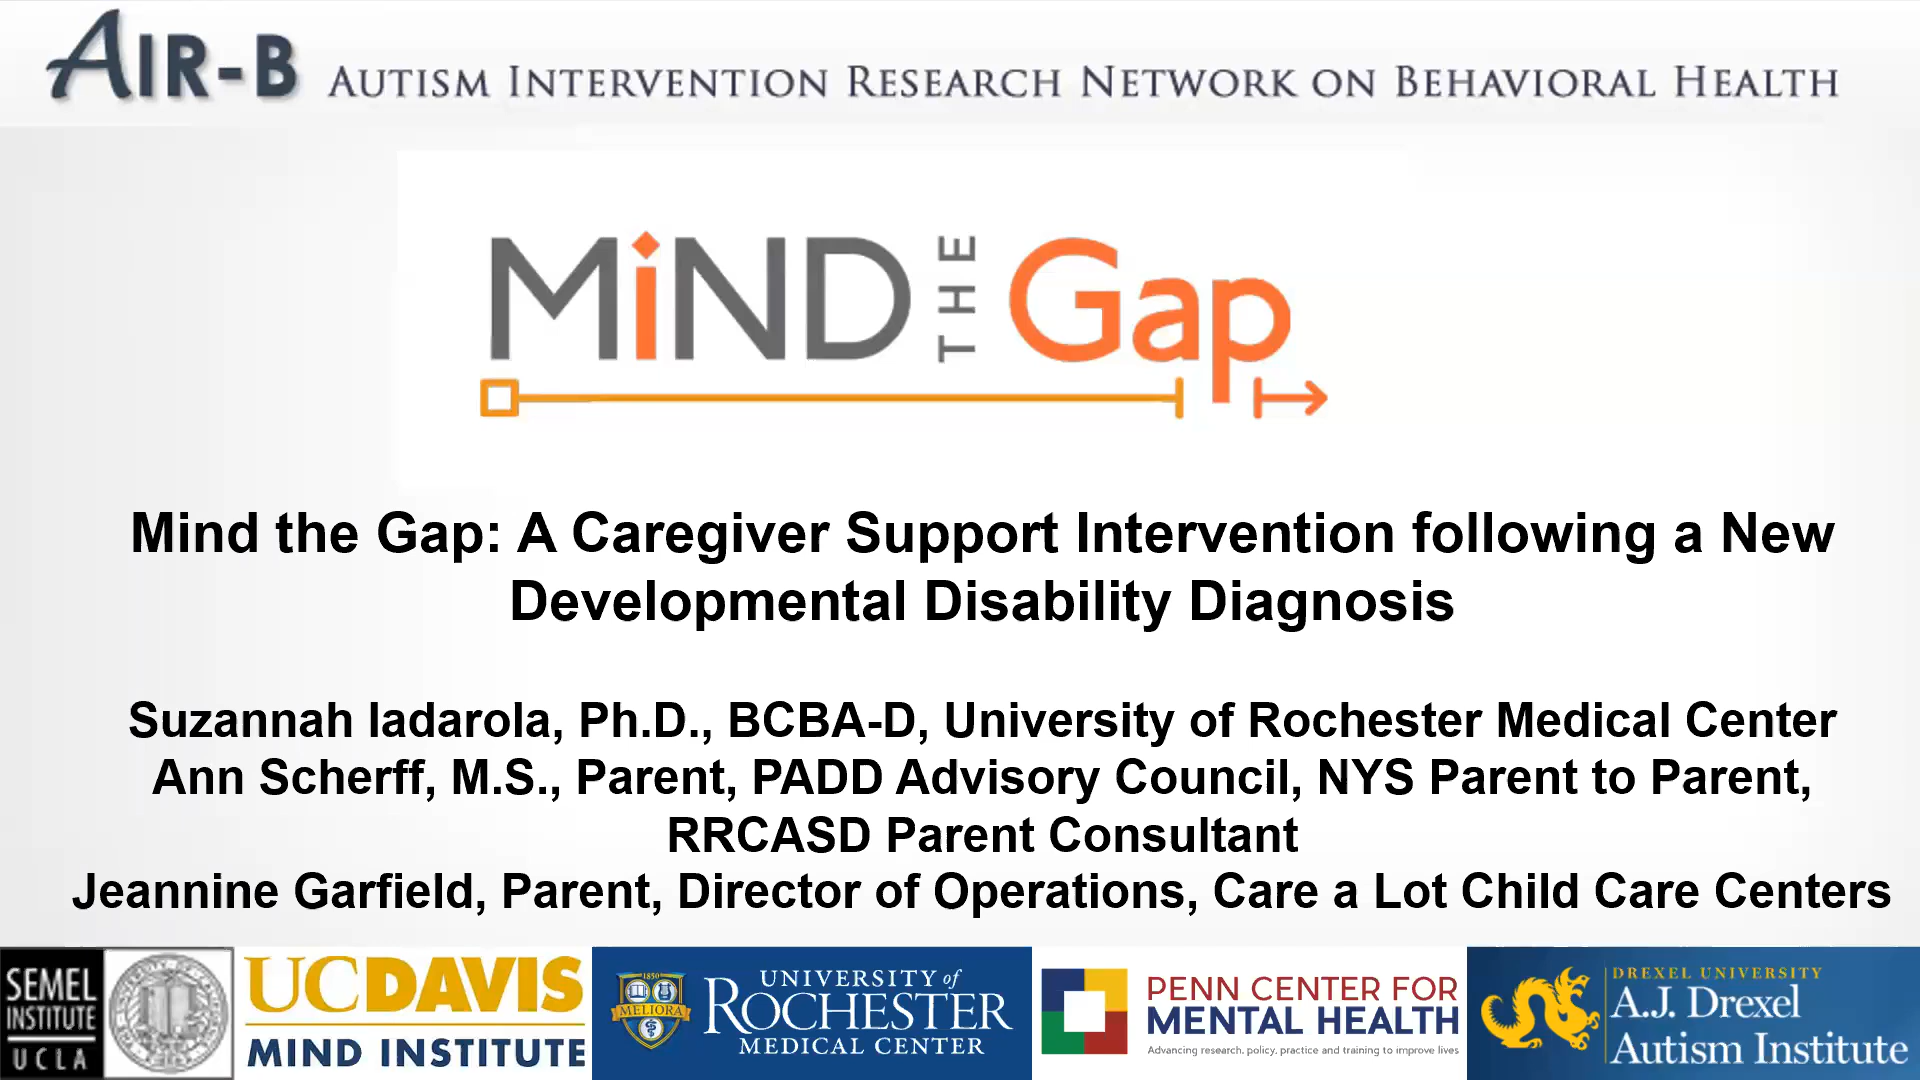 AIR-B AUTISM INTERVENTION RESEARCH NETWORK ON BEHAVIORAL HEALTH
MiND THE Gap
Mind the Gap: A Caregiver Support Intervention following a New
Developmental Disability Diagnosis
Suzannah Iadarola, Ph.D., BCBA-D, University of Rochester Medical Center
Ann Scherff, M.S., Parent, PADD Advisory Council, NYS Parent to Parent,
RRCASD Parent Consultant
Jeannine Garfield, Parent, Director of Operations, Care a Lot Child Care Centers
SEMEL
INSTITUTE
UCLA
UCDAVIS
MIND INSTITUTE
1850
MELIORA
UNIVERSITY of
ROCHESTER
MEDICAL CENTER
PENN CENTER FOR
MENTAL HEALTH
Advancing research, policy, practice and training to improve lives
DREXEL UNIVERSITY
A.J. Drexel
Autism Institute